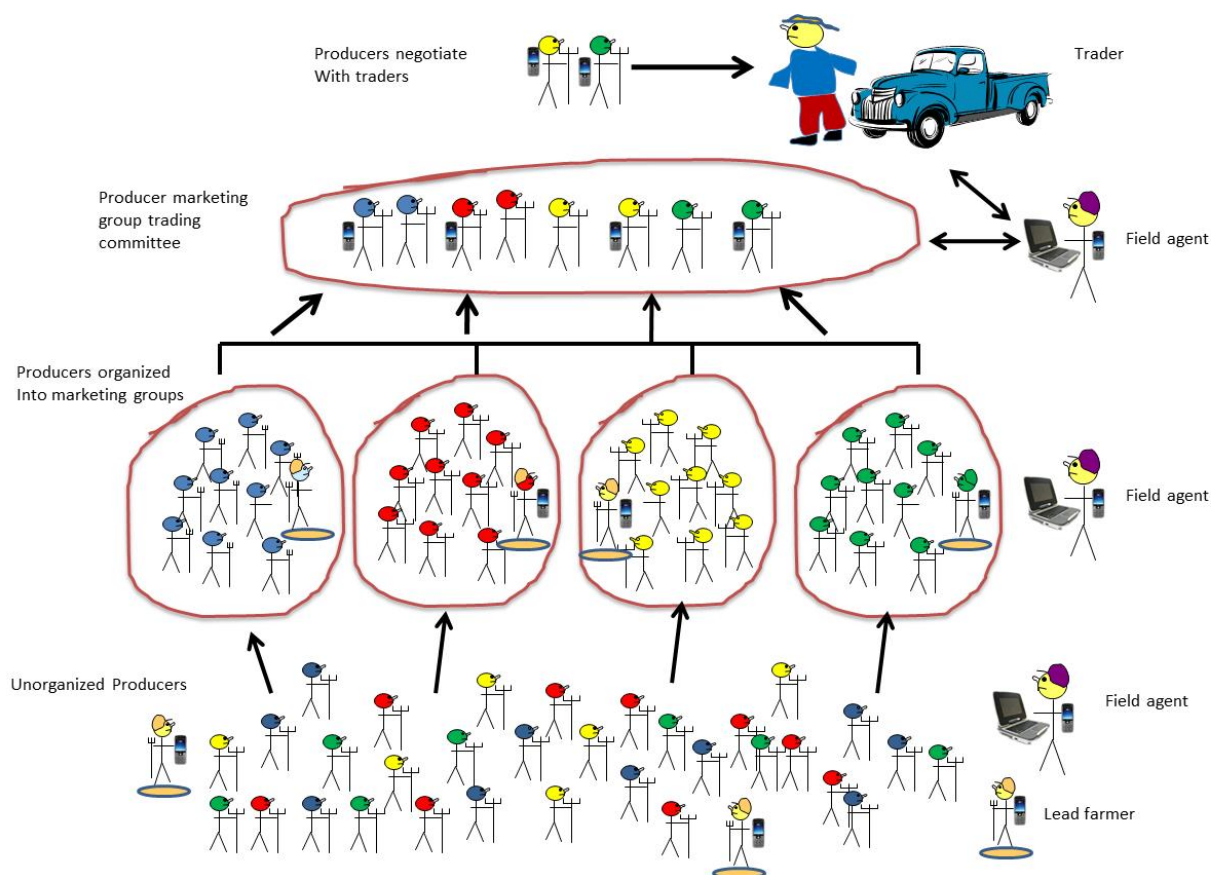 Producers negotiate
With traders
Trader
Producer marketing
group trading
committee
Field agent
Producers organized
Into marketing groups
Field agent
Unorganized Producers
Field agent
Lead farmer